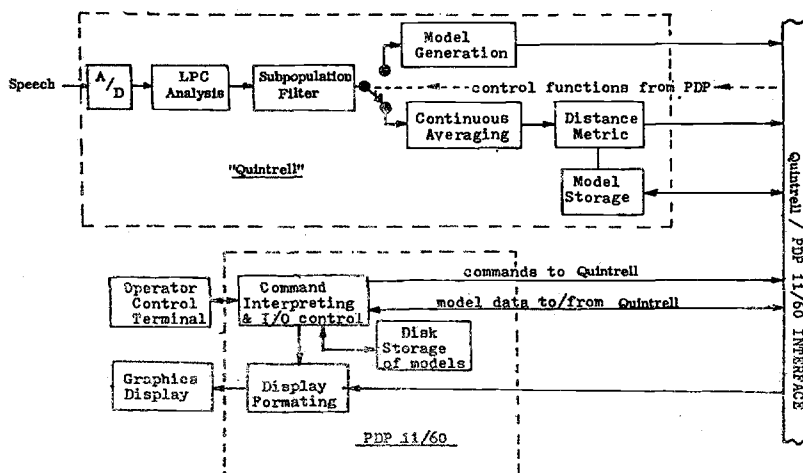 Model
Generation
Speech
A/D
LPC
Analysis
Subpopulation
Filter
control functions from PDP
Continuous
Averaging
Distance
Metric
"Quintrell"
Model
Storage
Quintrell / PDP 11/60 INTERFACE
Operator
Control
Terminal
Command
Interpreting
& I/O control
commands to Quintrell
model data to/from Quintrell
Disk
Storage
of models
Graphics
Display
Display
Formating
PDP 11/60